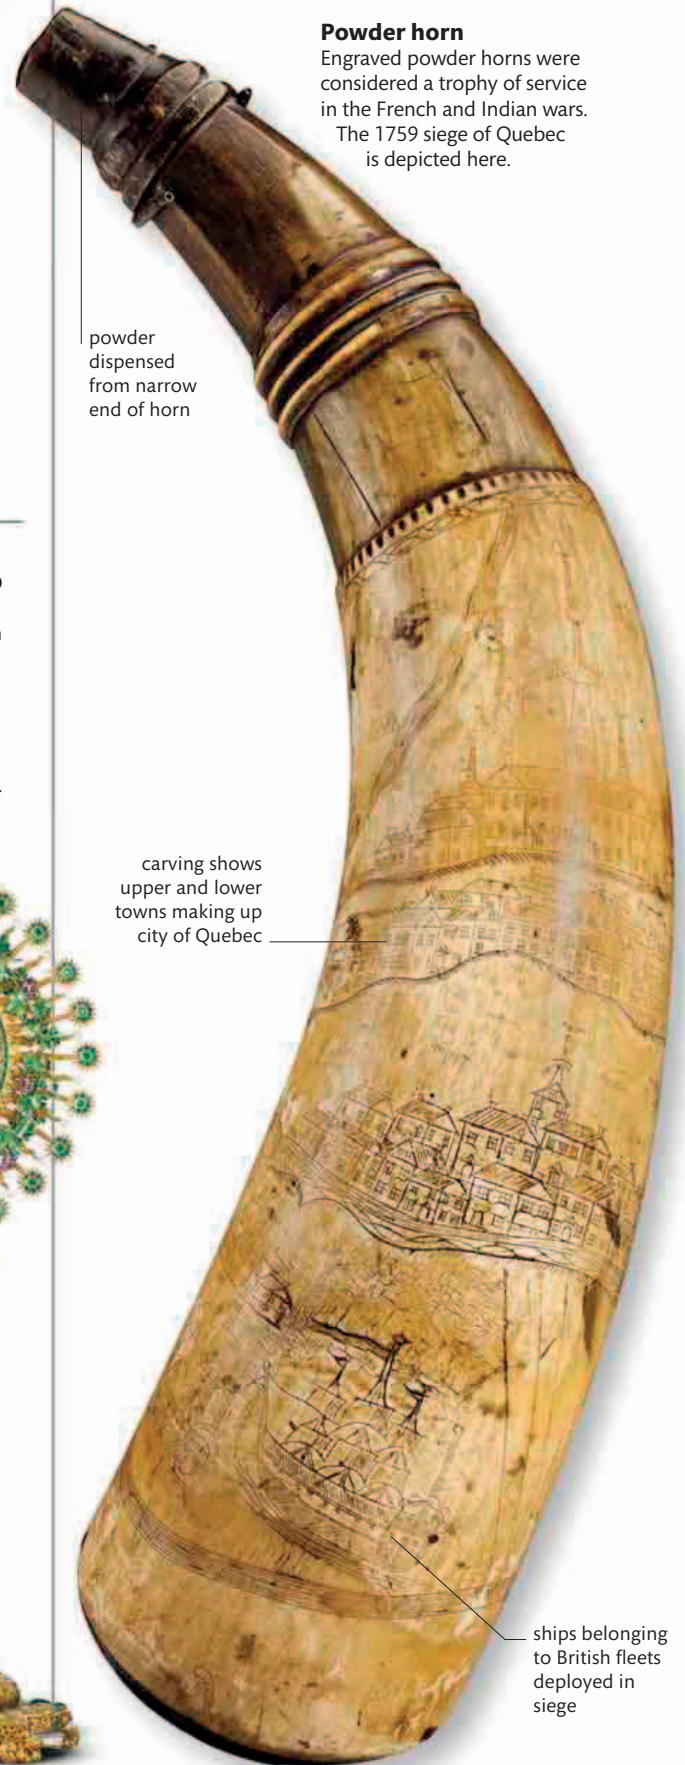 Powder horn
Engraved powder horns were
considered a trophy of service
in the French and Indian wars.
The 1759 siege of Quebec
is depicted here.
powder
dispensed
from narrow
end of horn
carving shows
upper and lower
towns making up
city of Quebec
ships belonging
to British fleets
deployed in
siege